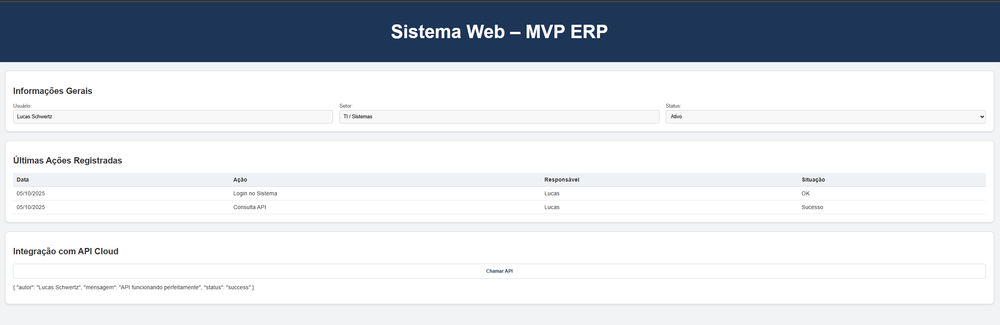 Sistema Web – MVP ERP
Informações Gerais
Usuário: Setor: Status:
Lucas Schwertz TI / Sistemas Ativo
Últimas Ações Registradas
Data Ação Responsável Situação
05/10/2025 Login no Sistema Lucas OK
05/10/2025 Consulta API Lucas Sucesso
Integração com API Cloud
Chamar API
{ "autor": "Lucas Schwertz", "mensagem": "API funcionando perfeitamente", "status": "success" }